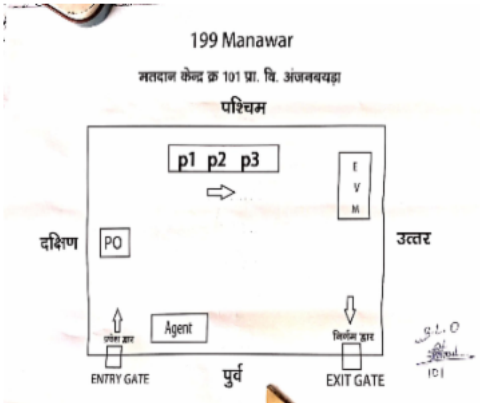 199 Manawar
मतदान केन्द्र क्र 101 प्रा. वि. अंजनबयड़ा
पश्चिम
p1 p2 p3
E
V
M
दक्षिण
PO
उत्तर
Agent
प्रवेश द्वार
निर्गम द्वार
ENTRY GATE
पुर्व
EXIT GATE
B.L.O
101